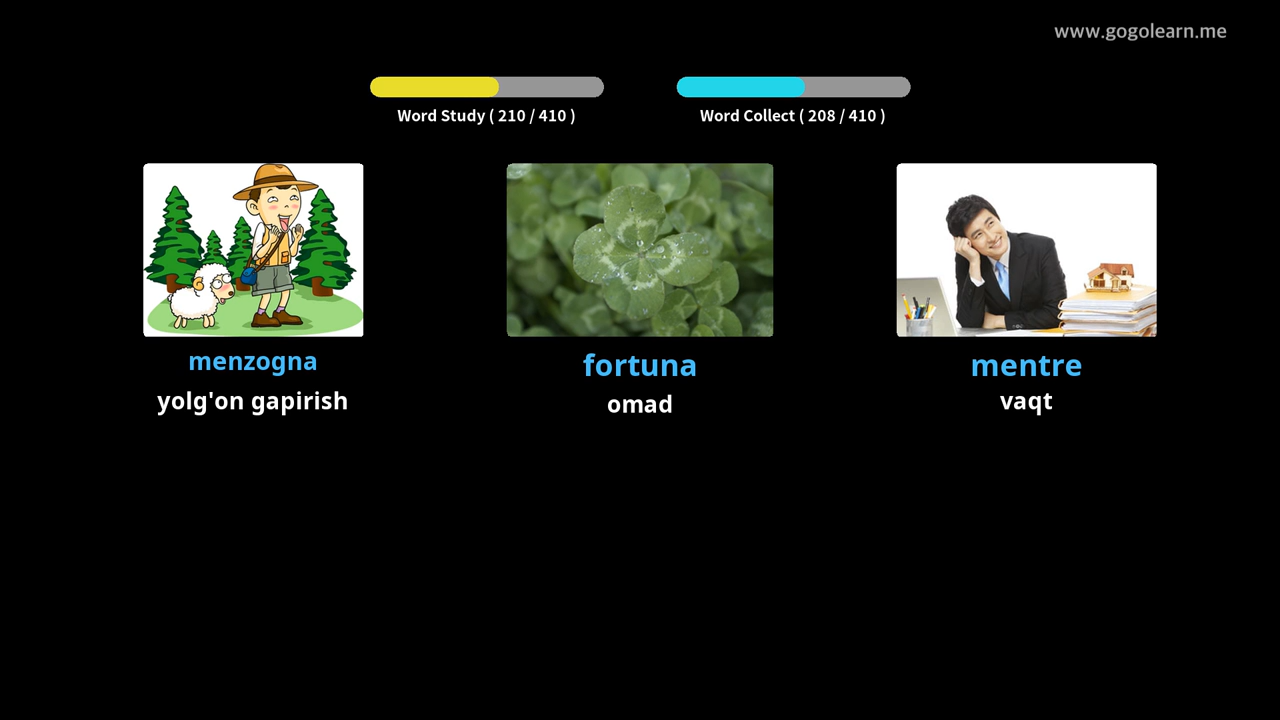 www.gogolearn.me
Word Study ( 210 / 410 )
Word Collect ( 208 / 410 )
menzogna
yolg'on gapirish
fortuna
omad
mentre
vaqt